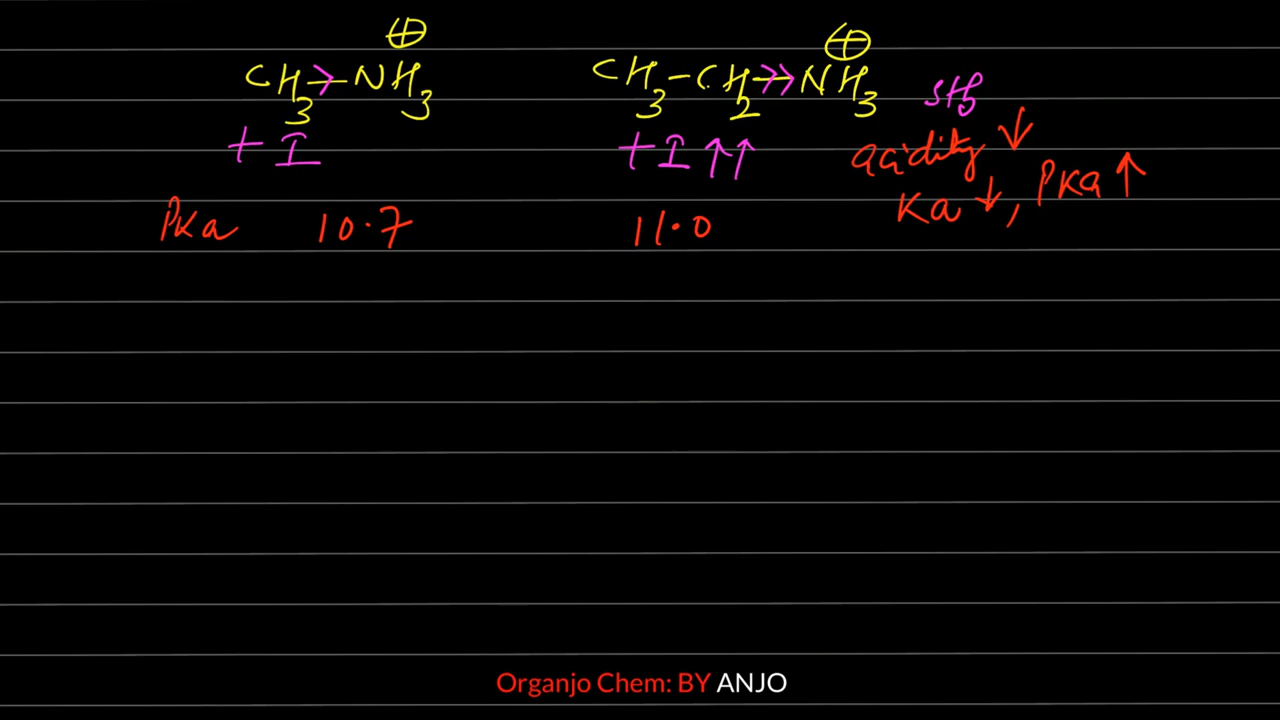 ⊕ ⊕
CH3-NH3 CH3-CH2-NH3
+I +I↑↑ acidity ↓
Ka ↓, PKa ↑
PKa 10.7 11.0
Organjo Chem: BY ANJO